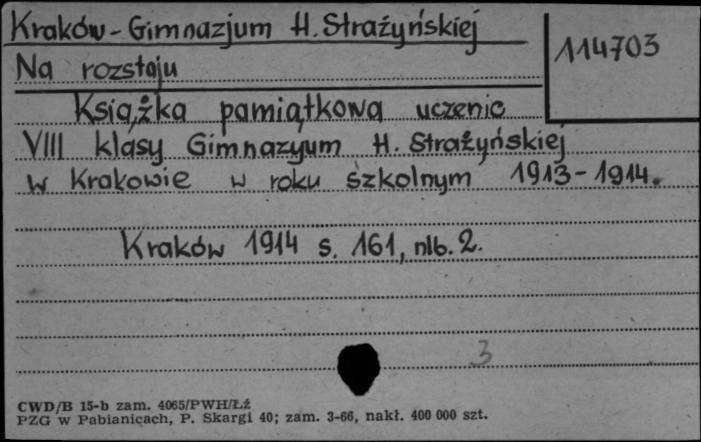 Kraków - Gimnazjum H. Strażyńskiej
114703
Na rozstaju
Książka pamiątkowa uczenic
VIII klasy Gimnazyum H. Strażyńskiej
w Krakowie w roku szkolnym 1913-1914.
Kraków 1914 s. 161, nlb. 2.
3
CWD/B 15-b zam. 4065/PWH/Łź
PZG w Pabianicach, P. Skargi 40; zam. 3-66, nakł. 400 000 szt.